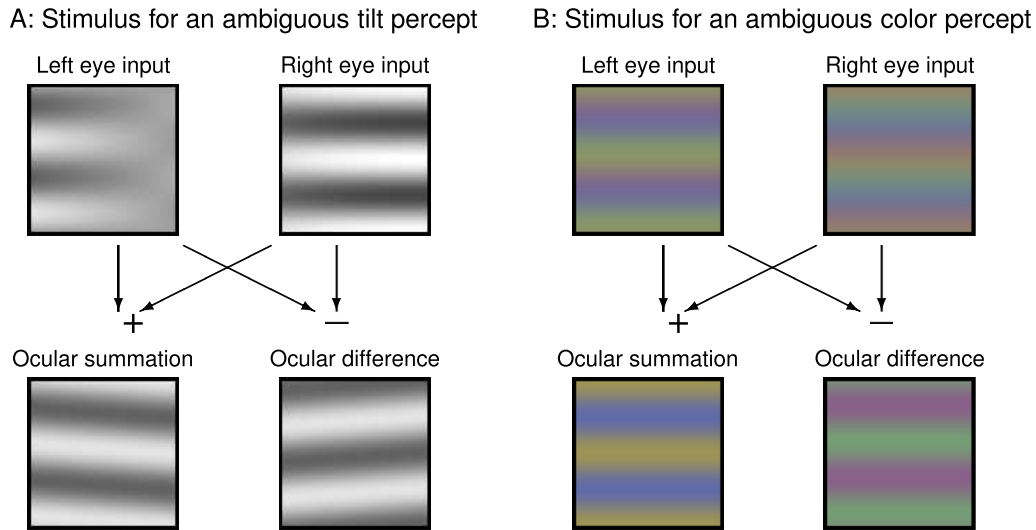 A: Stimulus for an ambiguous tilt percept
Left eye input
Right eye input
+
—
Ocular summation
Ocular difference
B: Stimulus for an ambiguous color percept
Left eye input
Right eye input
+
—
Ocular summation
Ocular difference